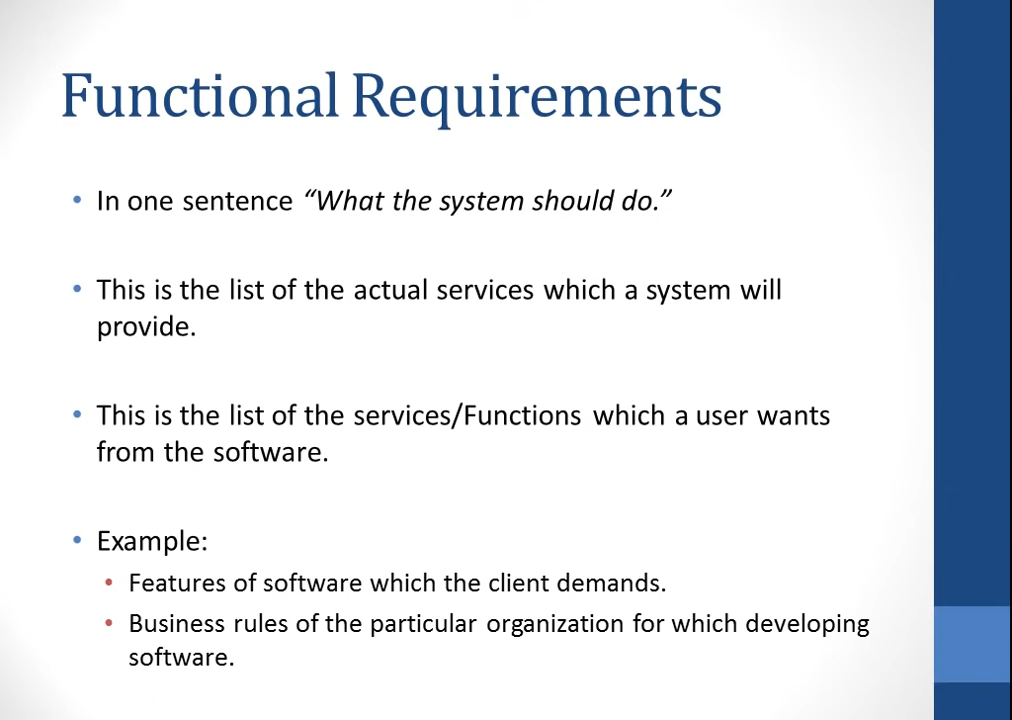 Functional Requirements
• In one sentence “What the system should do.”
• This is the list of the actual services which a system will
provide.
• This is the list of the services/Functions which a user wants
from the software.
• Example:
• Features of software which the client demands.
• Business rules of the particular organization for which developing
software.